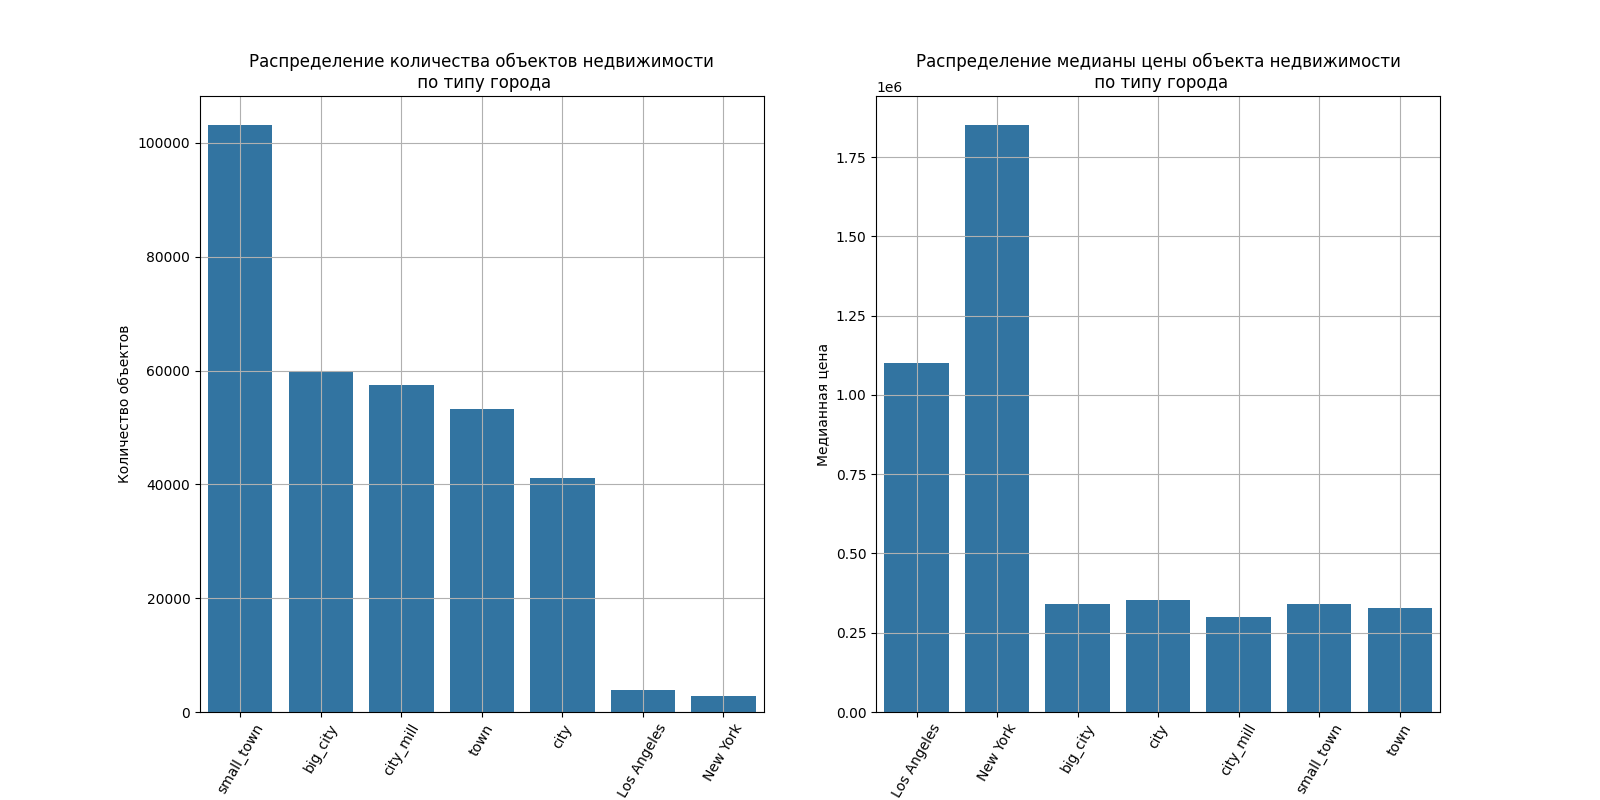 Распределение количества объектов недвижимости
по типу города
Количество объектов
100000
80000
60000
40000
20000
0
small_town
big_city
city_mill
town
city
Los Angeles
New York
Распределение медианы цены объекта недвижимости
по типу города
1e6
Медианная цена
1.75
1.50
1.25
1.00
0.75
0.50
0.25
0.00
Los Angeles
New York
big_city
city
city_mill
small_town
town